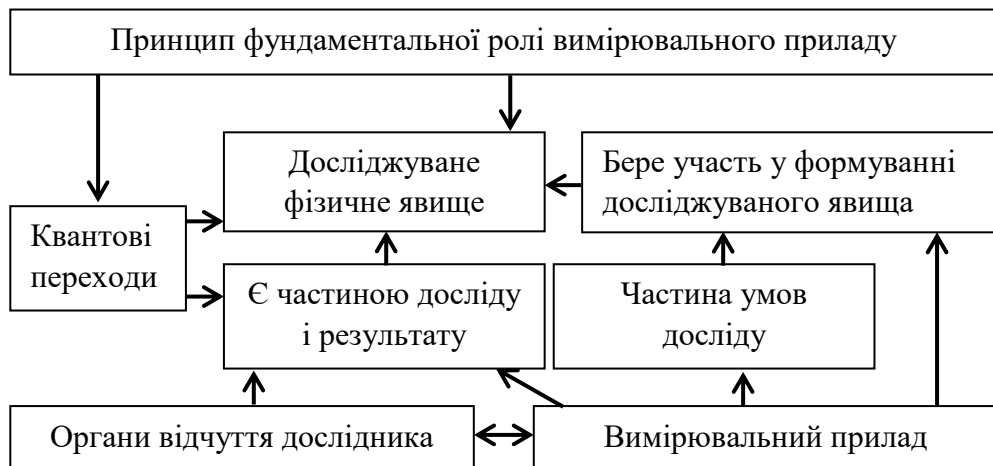 Принцип фундаментальної ролі вимірювального приладу
Досліджуване
фізичне явище
Бере участь у формуванні
досліджуваного явища
Квантові
переходи
Є частиною досліду
і результату
Частина умов
досліду
Органи відчуття дослідника
Вимірювальний прилад